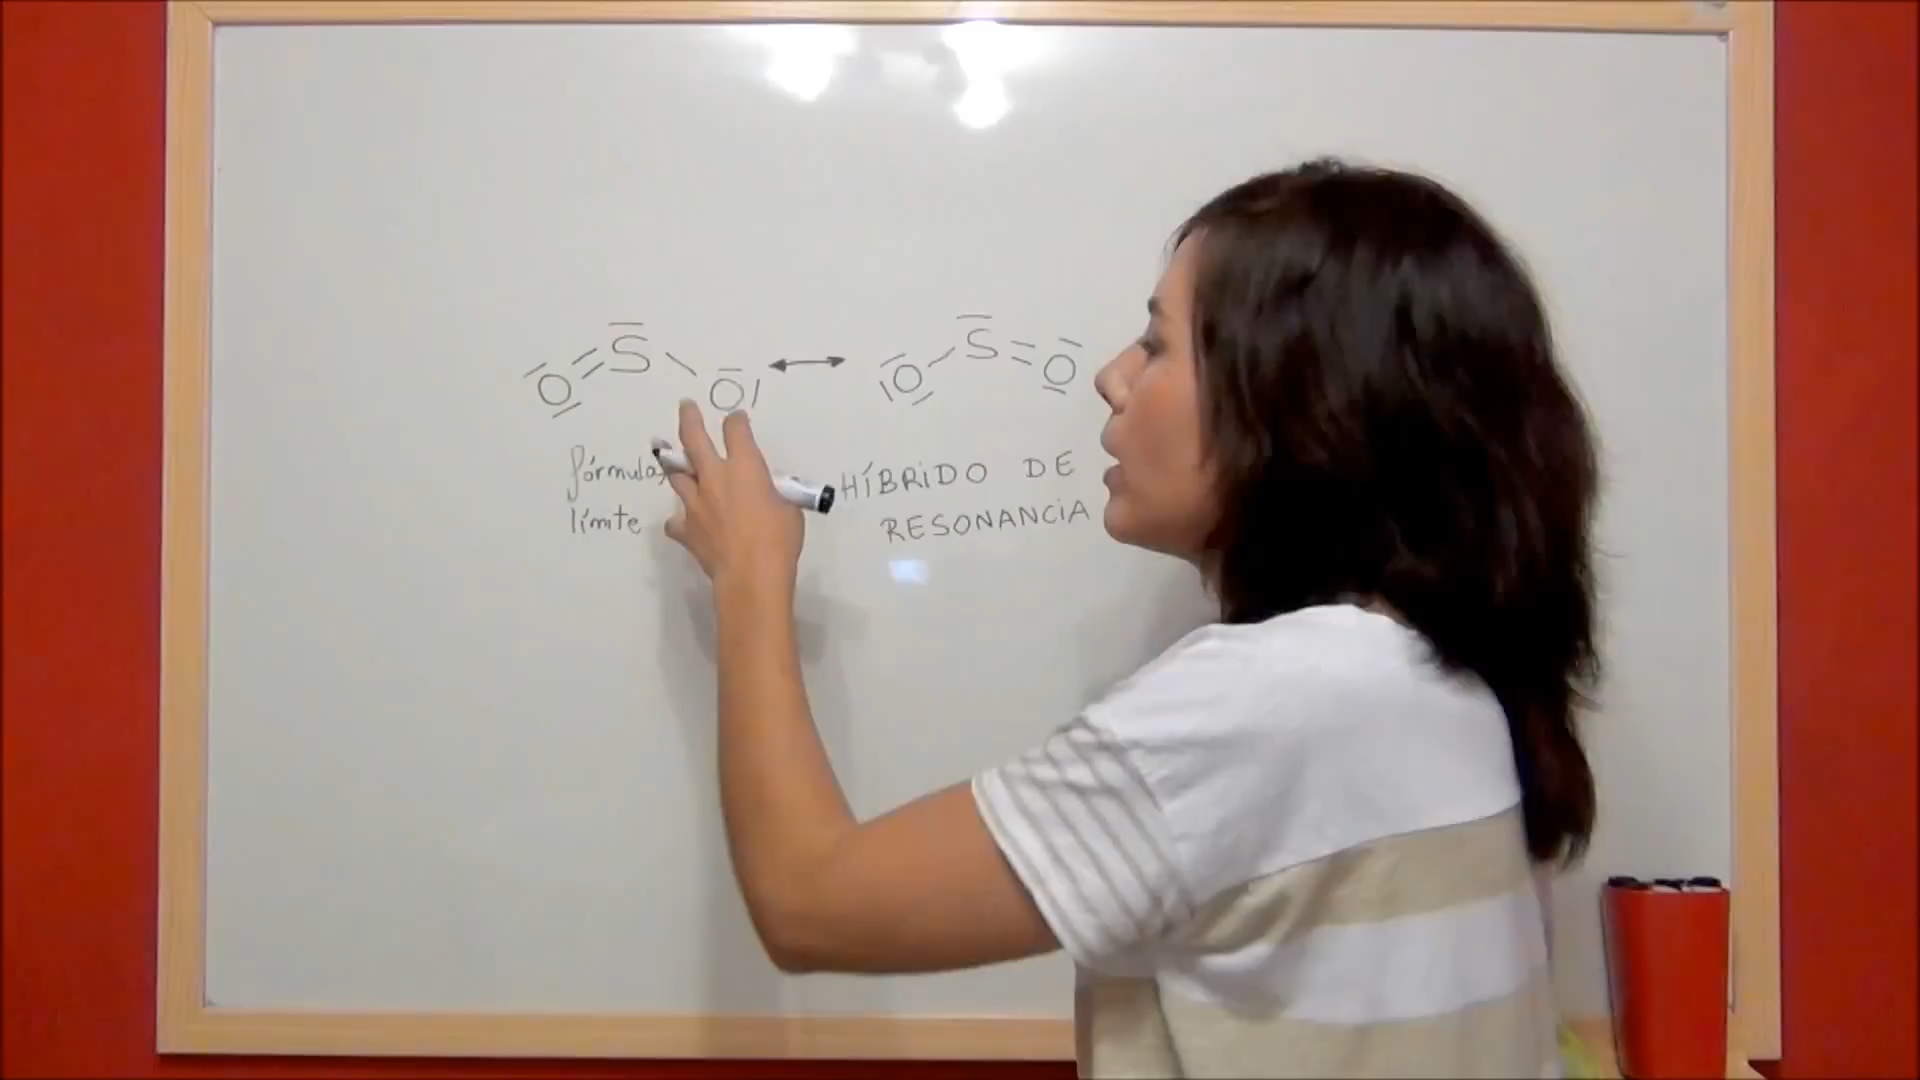 O=S-O ↔ O-S=O
fórmulas
límite
HÍBRIDO DE
RESONANCIA